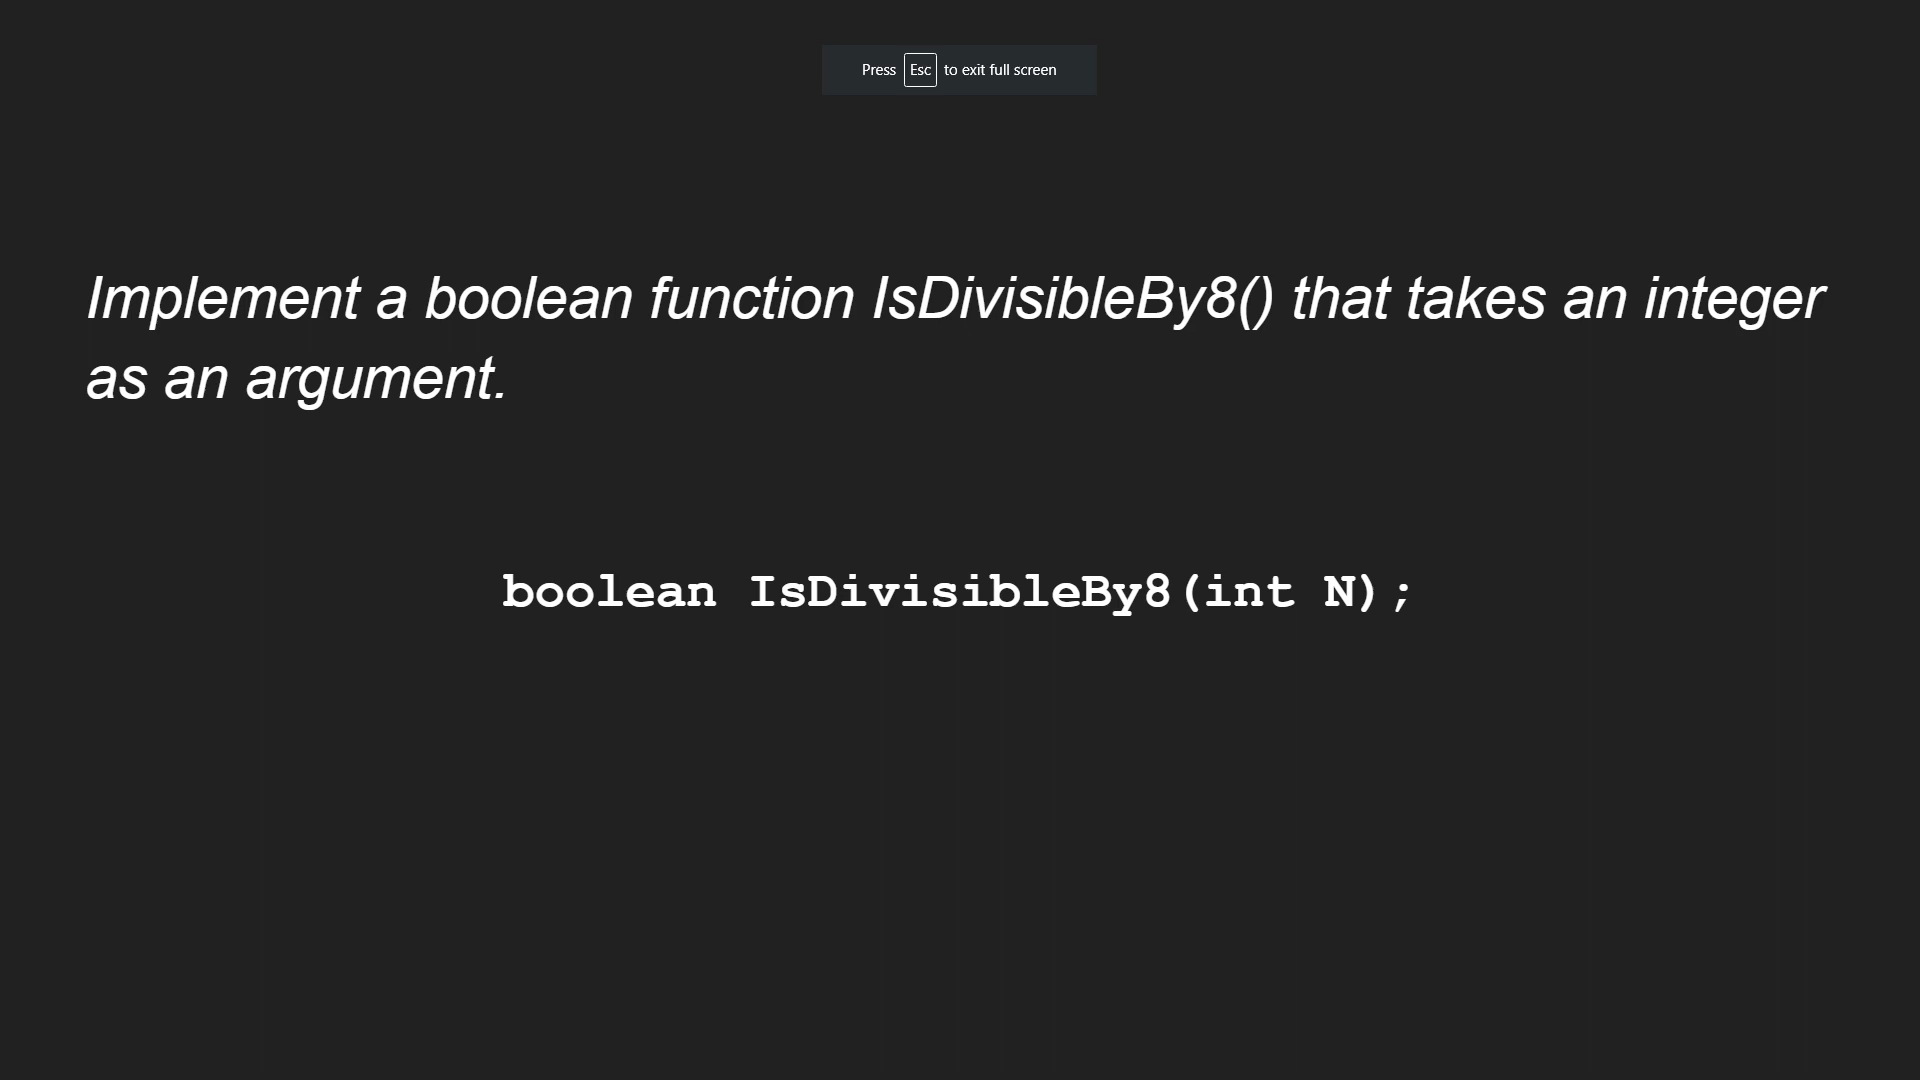 Press Esc to exit full screen
Implement a boolean function IsDivisibleBy8() that takes an integer
as an argument.
boolean IsDivisibleBy8(int N);